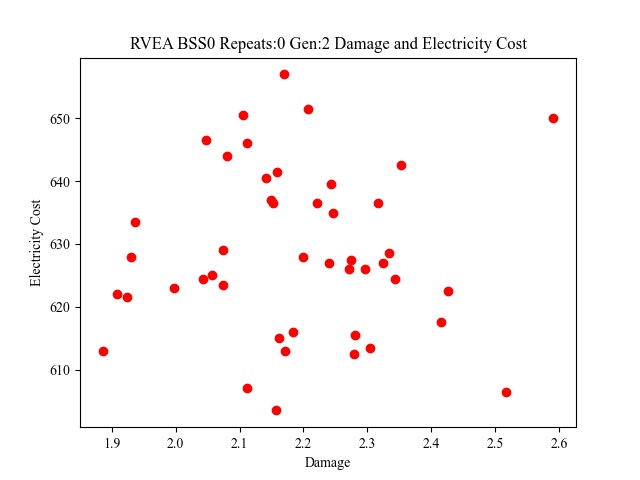 RVEA BSS0 Repeats:0 Gen:2 Damage and Electricity Cost
650
640
630
620
610
Electricity Cost
1.9 2.0 2.1 2.2 2.3 2.4 2.5 2.6
Damage